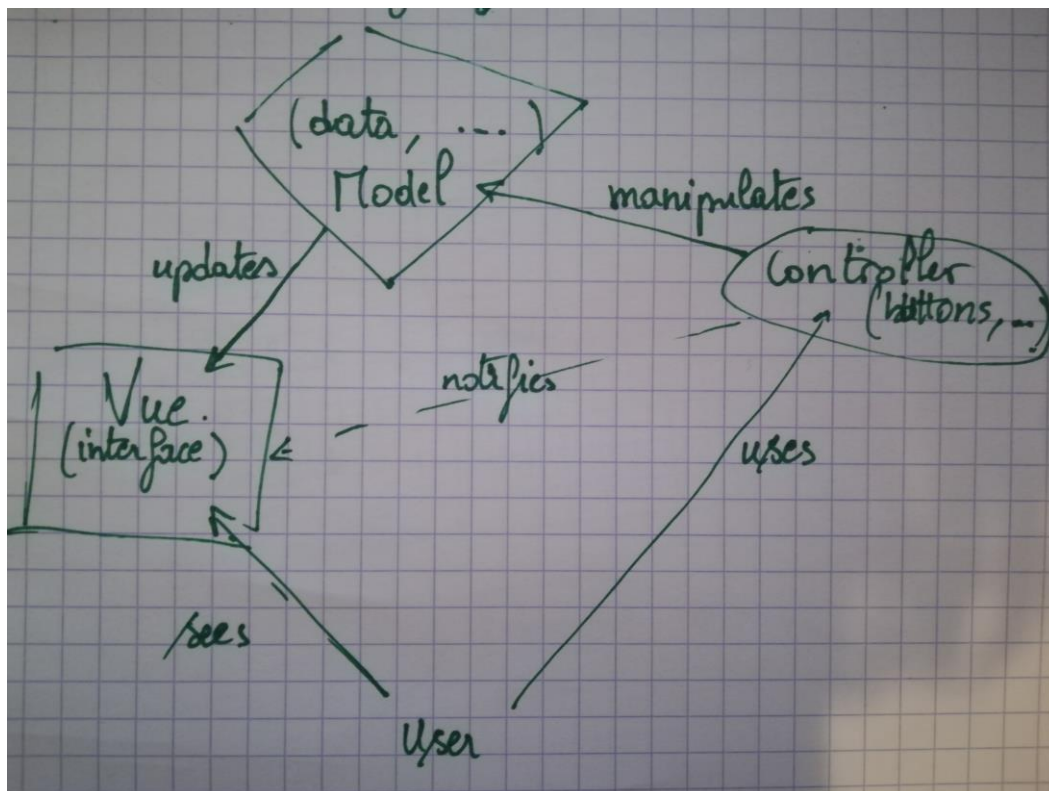 (data, ...)
Model
manipulates
updates
Controller
(buttons, ...
notifies
Vue.
(interface)
uses
sees
User